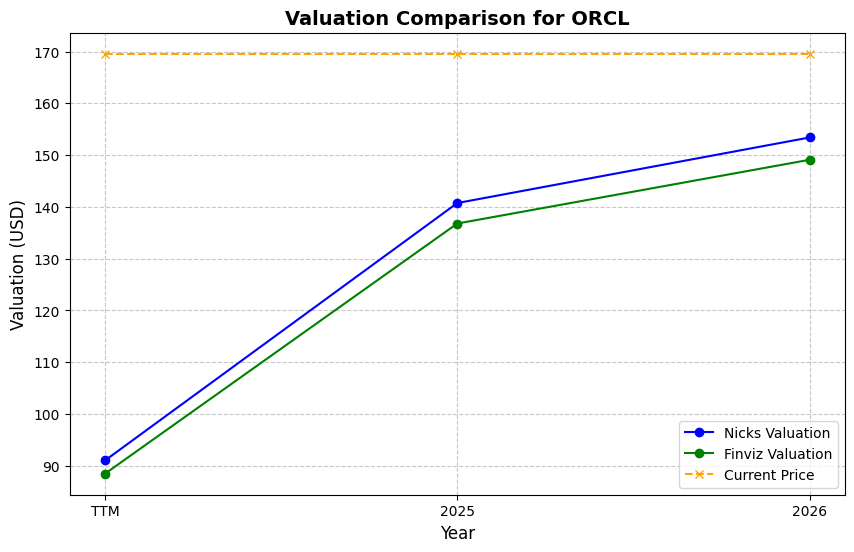 Valuation Comparison for ORCL
Valuation (USD)
170
160
150
140
130
120
110
100
90
TTM
2025
2026
Year
Nicks Valuation
Finviz Valuation
Current Price